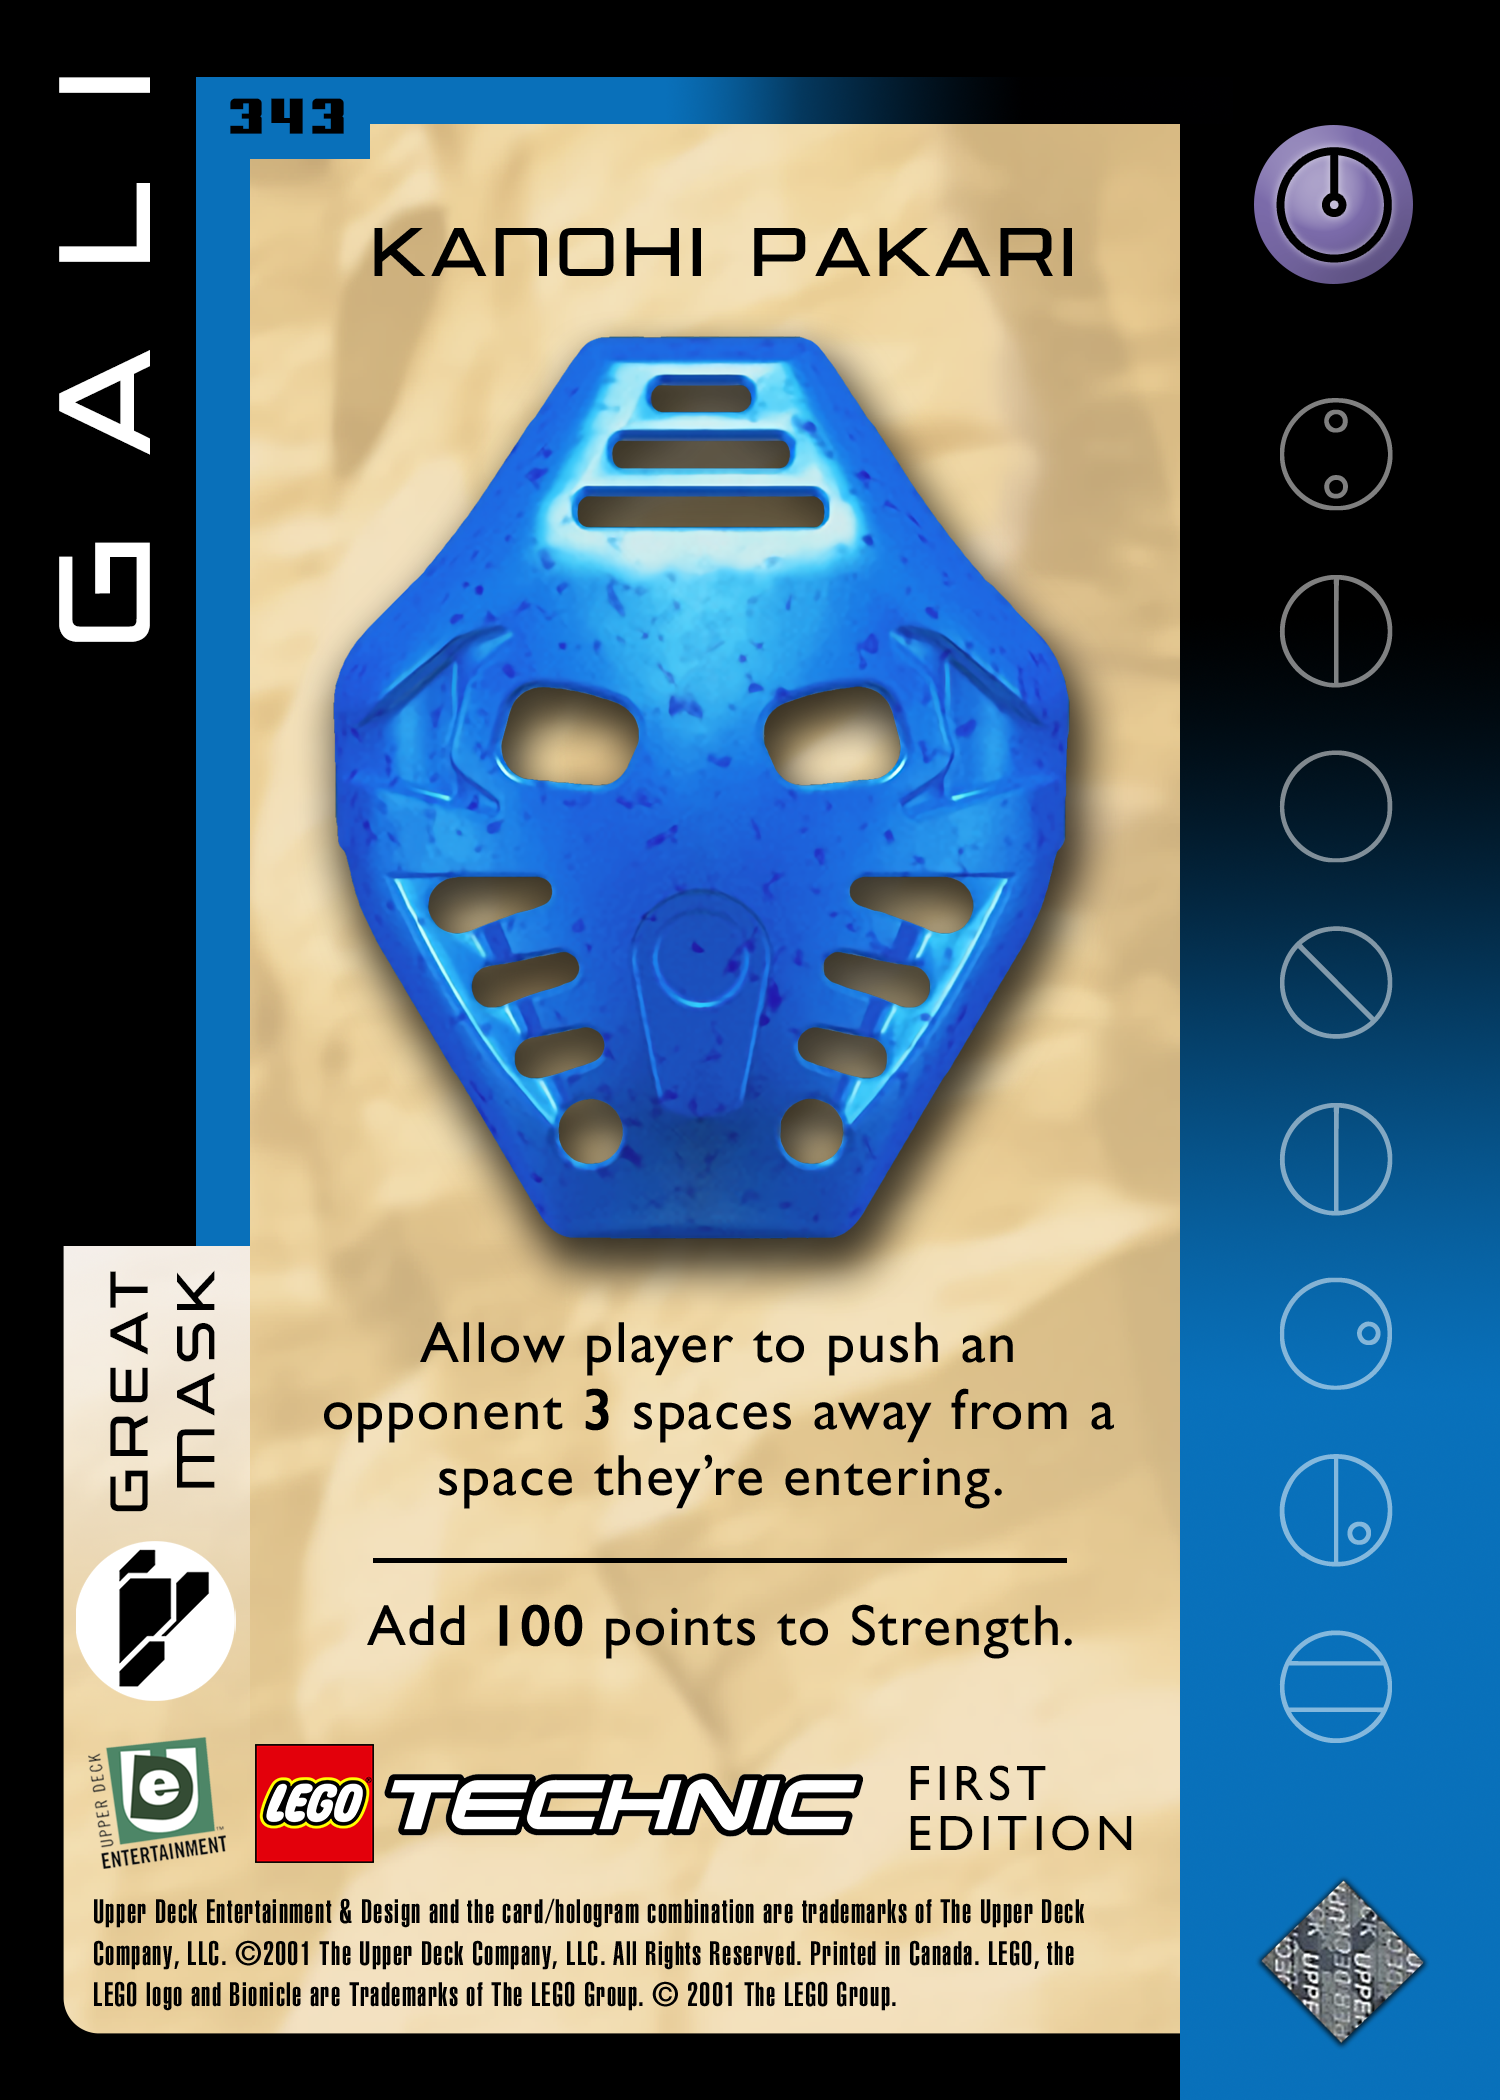 GALI
343
KANOHI PAKARI
Allow player to push an
opponent 3 spaces away from a
space they're entering.
Add 100 points to Strength.
GREAT
MASK
UPPER DECK
e
ENTERTAINMENT
™
LEGO
TECHNIC
FIRST
EDITION
Upper Deck Entertainment & Design and the card/hologram combination are trademarks of The Upper Deck
Company, LLC. ©2001 The Upper Deck Company, LLC. All Rights Reserved. Printed in Canada. LEGO, the
LEGO logo and Bionicle are Trademarks of The LEGO Group. © 2001 The LEGO Group.